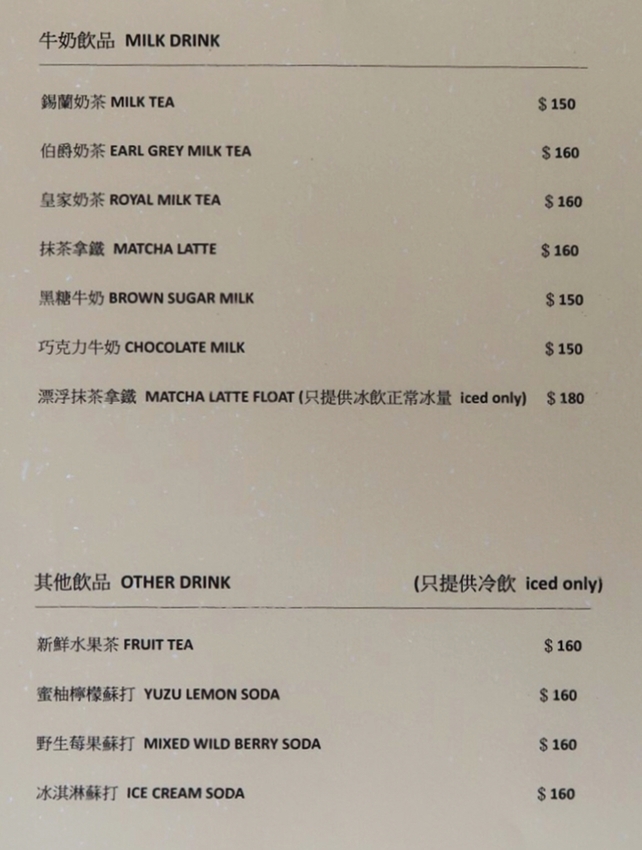 牛奶飲品 MILK DRINK
錫蘭奶茶 MILK TEA $ 150
伯爵奶茶 EARL GREY MILK TEA $ 160
皇家奶茶 ROYAL MILK TEA $ 160
抹茶拿鐵 MATCHA LATTE $ 160
黑糖牛奶 BROWN SUGAR MILK $ 150
巧克力牛奶 CHOCOLATE MILK $ 150
漂浮抹茶拿鐵 MATCHA LATTE FLOAT (只提供冰飲正常冰量 iced only) $ 180
其他飲品 OTHER DRINK (只提供冷飲 iced only)
新鮮水果茶 FRUIT TEA $ 160
蜜柚檸檬蘇打 YUZU LEMON SODA $ 160
野生莓果蘇打 MIXED WILD BERRY SODA $ 160
冰淇淋蘇打 ICE CREAM SODA $ 160